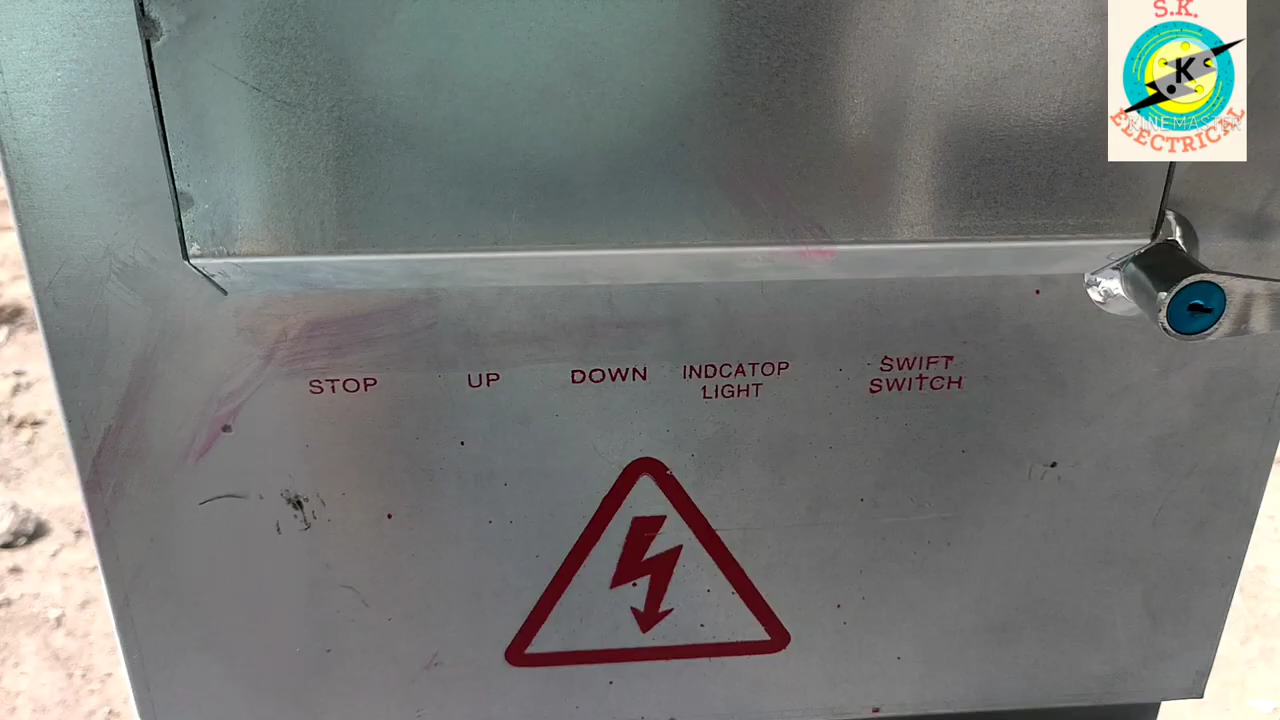 S.K.
K
ELECTRICAL
KINEMASTER
STOP
UP
DOWN
INDCATOP
LIGHT
SWIFT
SWITCH